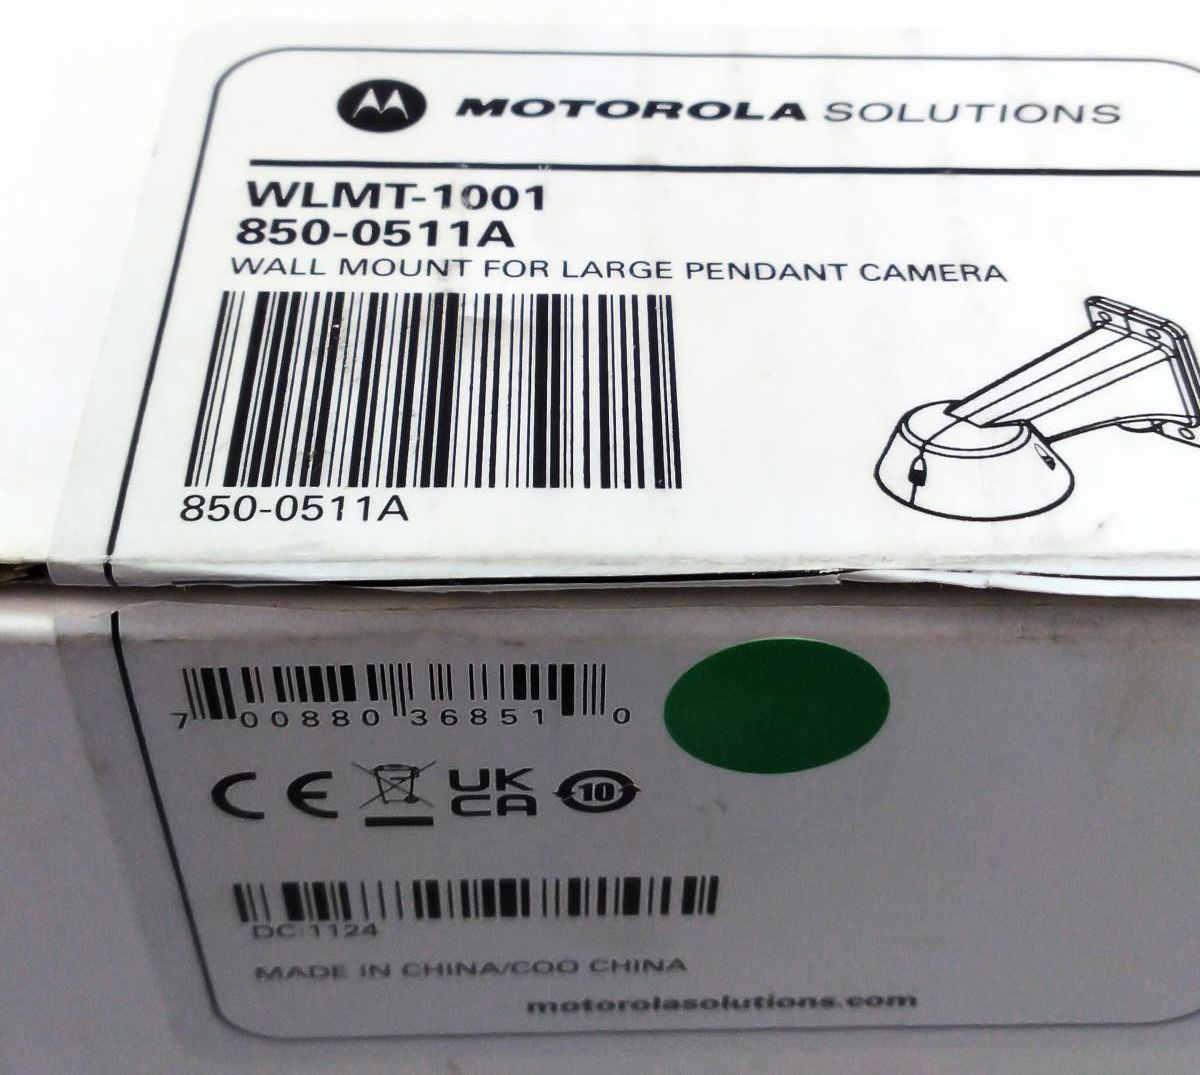 MOTOROLA SOLUTIONS
WLMT-1001
850-0511A
WALL MOUNT FOR LARGE PENDANT CAMERA
850-0511A
7 00880 36851 0
CE UK CA 10
DC:1124
MADE IN CHINA/COO CHINA
motorolasolutions.com